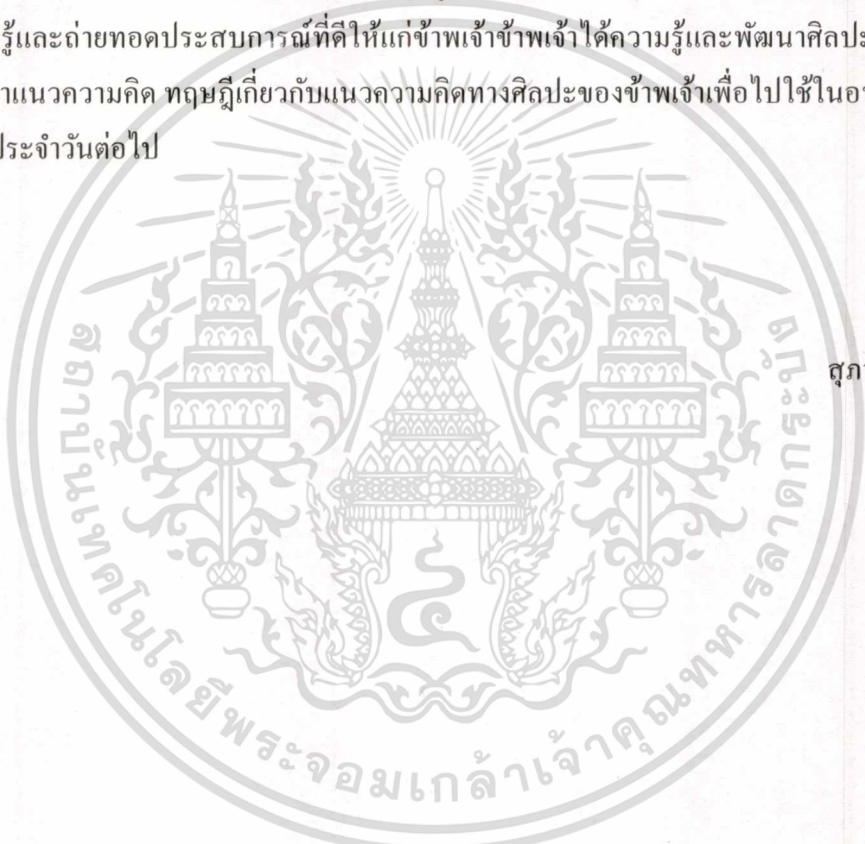 รู้และถ่ายทอดประสบการณ์ที่ดีให้แก่ข้าพเจ้าข้าพเจ้าได้ความรู้และพัฒนาศิลปะ
าแนวความคิด ทฤษฎีเกี่ยวกับแนวความคิดทางศิลปะของข้าพเจ้าเพื่อไปใช้ในอ
ประจำวันต่อไป
สุภ
สถาบันเทคโนโลยีพระจอมเกล้าเจ้าคุณทหารลาดกระบัง
๔